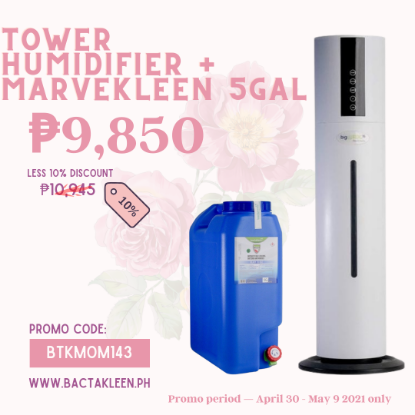 TOWER
HUMIDIFIER +
MARVEKLEEN 5GAL
₱9,850
LESS 10% DISCOUNT
₱10,945
10%
PROMO CODE:
BTKMOM143
WWW.BACTAKLEEN.PH
Promo period — April 30 - May 9 2021 only